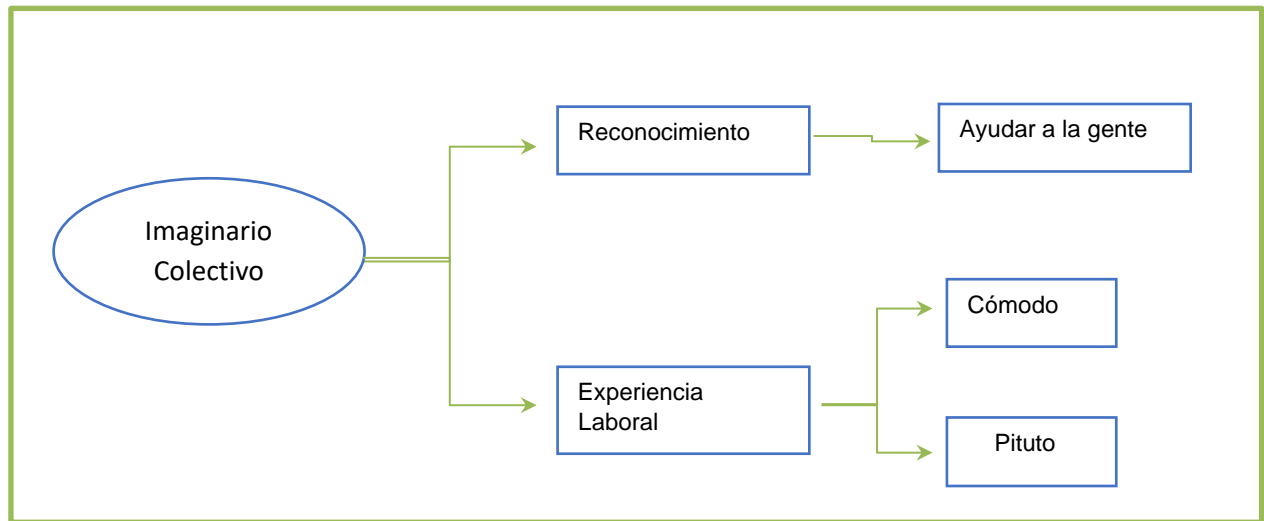 Imaginario
Colectivo
Reconocimiento
Ayudar a la gente
Experiencia
Laboral
Cómodo
Pituto